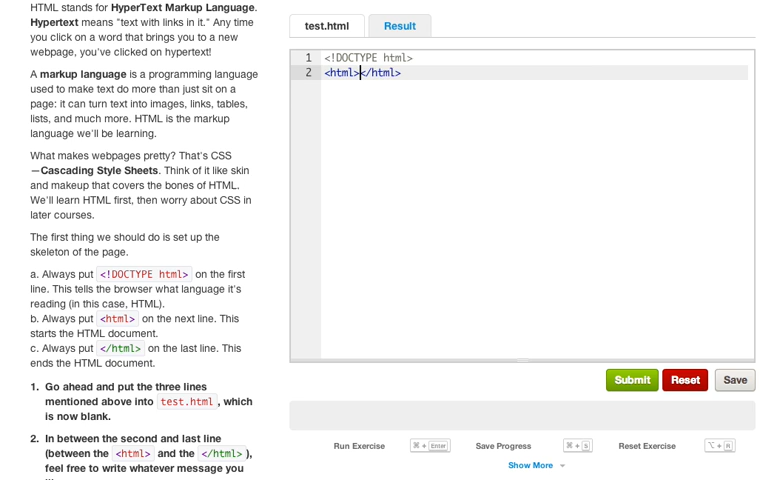 HTML stands for HyperText Markup Language.
Hypertext means "text with links in it." Any time
you click on a word that brings you to a new
webpage, you've clicked on hypertext!
A markup language is a programming language
used to make text do more than just sit on a
page: it can turn text into images, links, tables,
lists, and much more. HTML is the markup
language we'll be learning.
What makes webpages pretty? That's CSS
—Cascading Style Sheets. Think of it like skin
and makeup that covers the bones of HTML.
We'll learn HTML first, then worry about CSS in
later courses.
The first thing we should do is set up the
skeleton of the page.
a. Always put <!DOCTYPE html> on the first
line. This tells the browser what language it's
reading (in this case, HTML).
b. Always put <html> on the next line. This
starts the HTML document.
c. Always put </html> on the last line. This
ends the HTML document.
1. Go ahead and put the three lines
mentioned above into test.html, which
is now blank.
2. In between the second and last line
(between the <html> and the </html>),
feel free to write whatever message you
test.html Result
1 <!DOCTYPE html>
2 <html></html>
Submit Reset Save
Run Exercise ⌘ + Enter Save Progress ⌘ + S Reset Exercise ⌥ + R
Show More